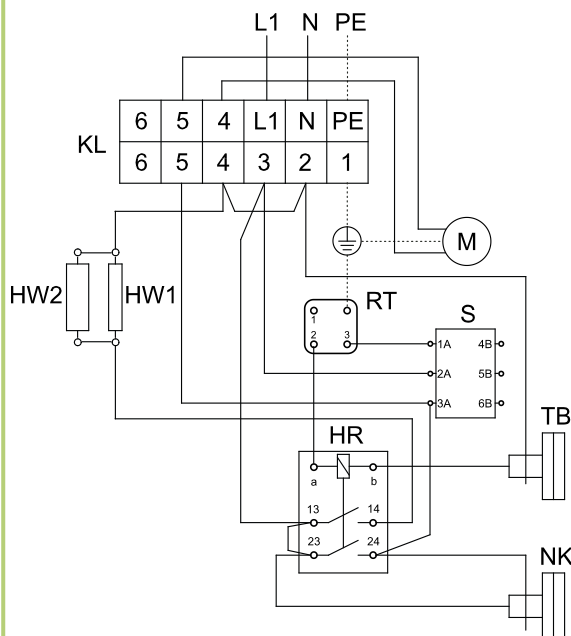 L1 N PE
KL
6 5 4 L1 N PE
6 5 4 3 2 1
M
HW2 HW1
RT
1
2 3
S
1A 4B
2A 5B
3A 6B
TB
HR
a b
13 14
23 24
NK